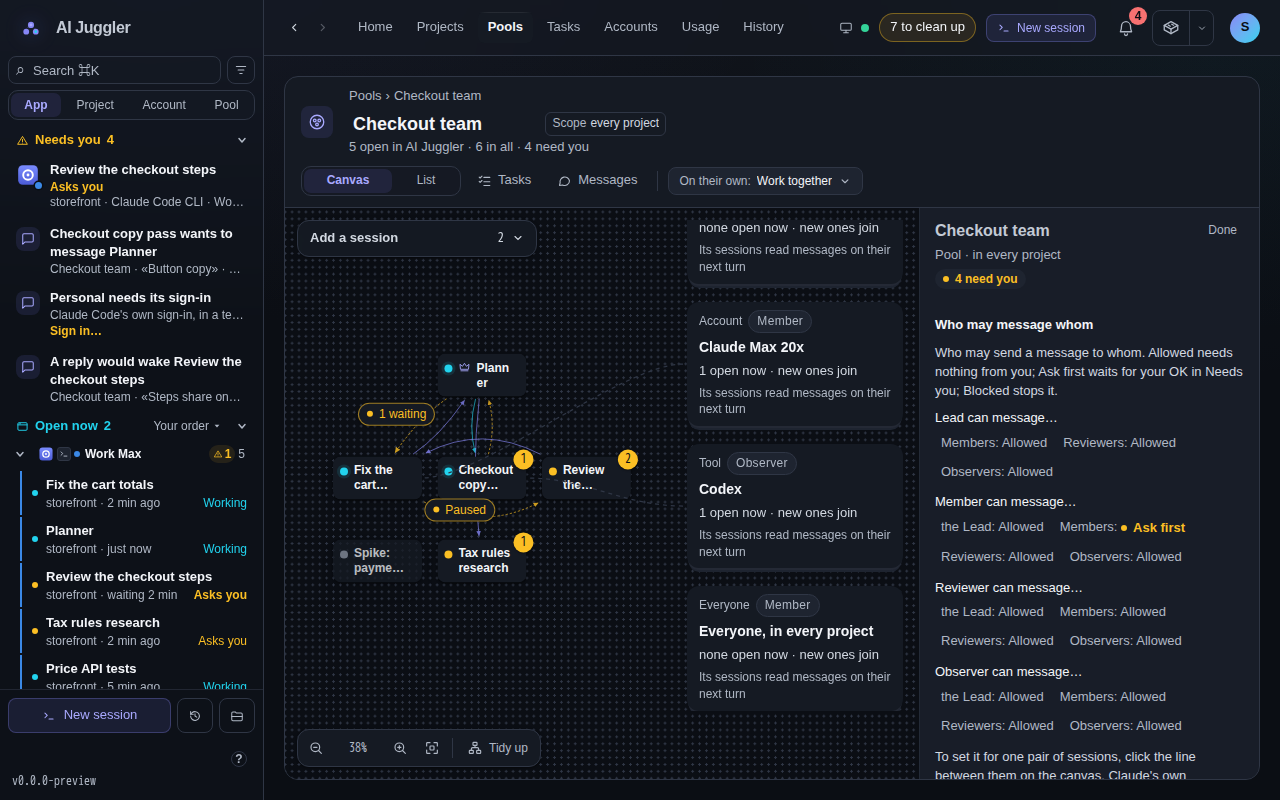 AI Juggler
Search ⌘K
App
Project
Account
Pool
Needs you 4
Review the checkout steps
Asks you
storefront · Claude Code CLI · Wo…
Checkout copy pass wants to
message Planner
Checkout team · «Button copy» · …
Personal needs its sign-in
Claude Code's own sign-in, in a te…
Sign in…
A reply would wake Review the
checkout steps
Checkout team · «Steps share on…
Open now 2
Your order
Work Max
1
5
Fix the cart totals
storefront · 2 min ago
Working
Planner
storefront · just now
Working
Review the checkout steps
storefront · waiting 2 min
Asks you
Tax rules research
storefront · 2 min ago
Asks you
Price API tests
storefront · 5 min ago
Working
New session
?
v0.0.0-preview
Home
Projects
Pools
Tasks
Accounts
Usage
History
7 to clean up
New session
4
S
Pools › Checkout team
Checkout team
Scope every project
5 open in AI Juggler · 6 in all · 4 need you
Canvas
List
Tasks
Messages
On their own: Work together
Add a session
2
Plann
er
1 waiting
Fix the
cart…
Checkout
copy…
1
Review
the…
2
Paused
Spike:
payme…
Tax rules
research
1
none open now · new ones join
Its sessions read messages on their
next turn
Account
Member
Claude Max 20x
1 open now · new ones join
Its sessions read messages on their
next turn
Tool
Observer
Codex
1 open now · new ones join
Its sessions read messages on their
next turn
Everyone
Member
Everyone, in every project
none open now · new ones join
Its sessions read messages on their
next turn
38%
Tidy up
Checkout team
Done
Pool · in every project
4 need you
Who may message whom
Who may send a message to whom. Allowed needs
nothing from you; Ask first waits for your OK in Needs
you; Blocked stops it.
Lead can message…
Members: Allowed
Reviewers: Allowed
Observers: Allowed
Member can message…
the Lead: Allowed
Members: Ask first
Reviewers: Allowed
Observers: Allowed
Reviewer can message…
the Lead: Allowed
Members: Allowed
Reviewers: Allowed
Observers: Allowed
Observer can message…
the Lead: Allowed
Members: Allowed
Reviewers: Allowed
Observers: Allowed
To set it for one pair of sessions, click the line
between them on the canvas. Claude's own